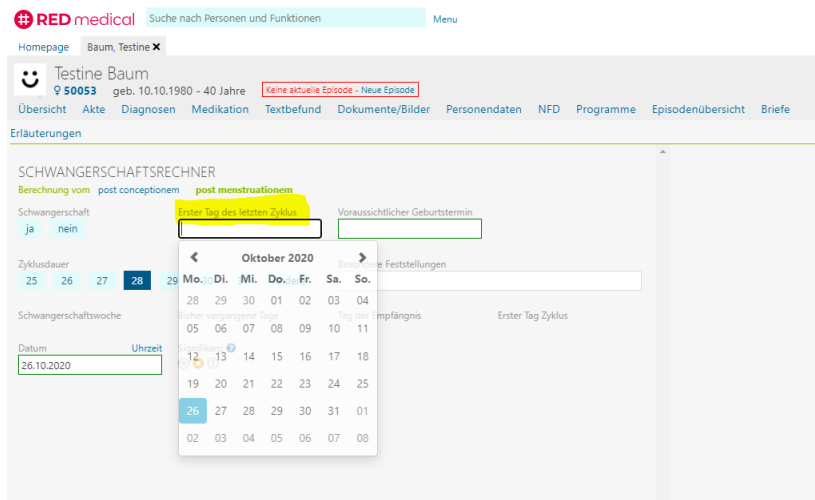 RED medical
Suche nach Personen und Funktionen
Menu
Homepage
Baum, Testine
Testine Baum
50053 geb. 10.10.1980 - 40 Jahre
Keine aktuelle Episode - Neue Episode
Übersicht Akte Diagnosen Medikation Textbefund Dokumente/Bilder Personendaten NFD Programme Episodenübersicht Briefe
Erläuterungen
SCHWANGERSCHAFTSRECHNER
Berechnung vom post conceptionem post menstruationem
Schwangerschaft Erster Tag des letzten Zyklus Voraussichtlicher Geburtstermin
ja nein
Oktober 2020
Zyklusdauer Besondere Feststellungen
25 26 27 28 29 30
Mo. Di. Mi. Do. Fr. Sa. So.
28 29 30 01 02 03 04
Schwangerschaftswoche Bisher vergangene Tage Tag der Empfängnis Erster Tag Zyklus
05 06 07 08 09 10 11
Datum Uhrzeit Signifikanz
12 13 14 15 16 17 18
26.10.2020
19 20 21 22 23 24 25
26 27 28 29 30 31 01
02 03 04 05 06 07 08